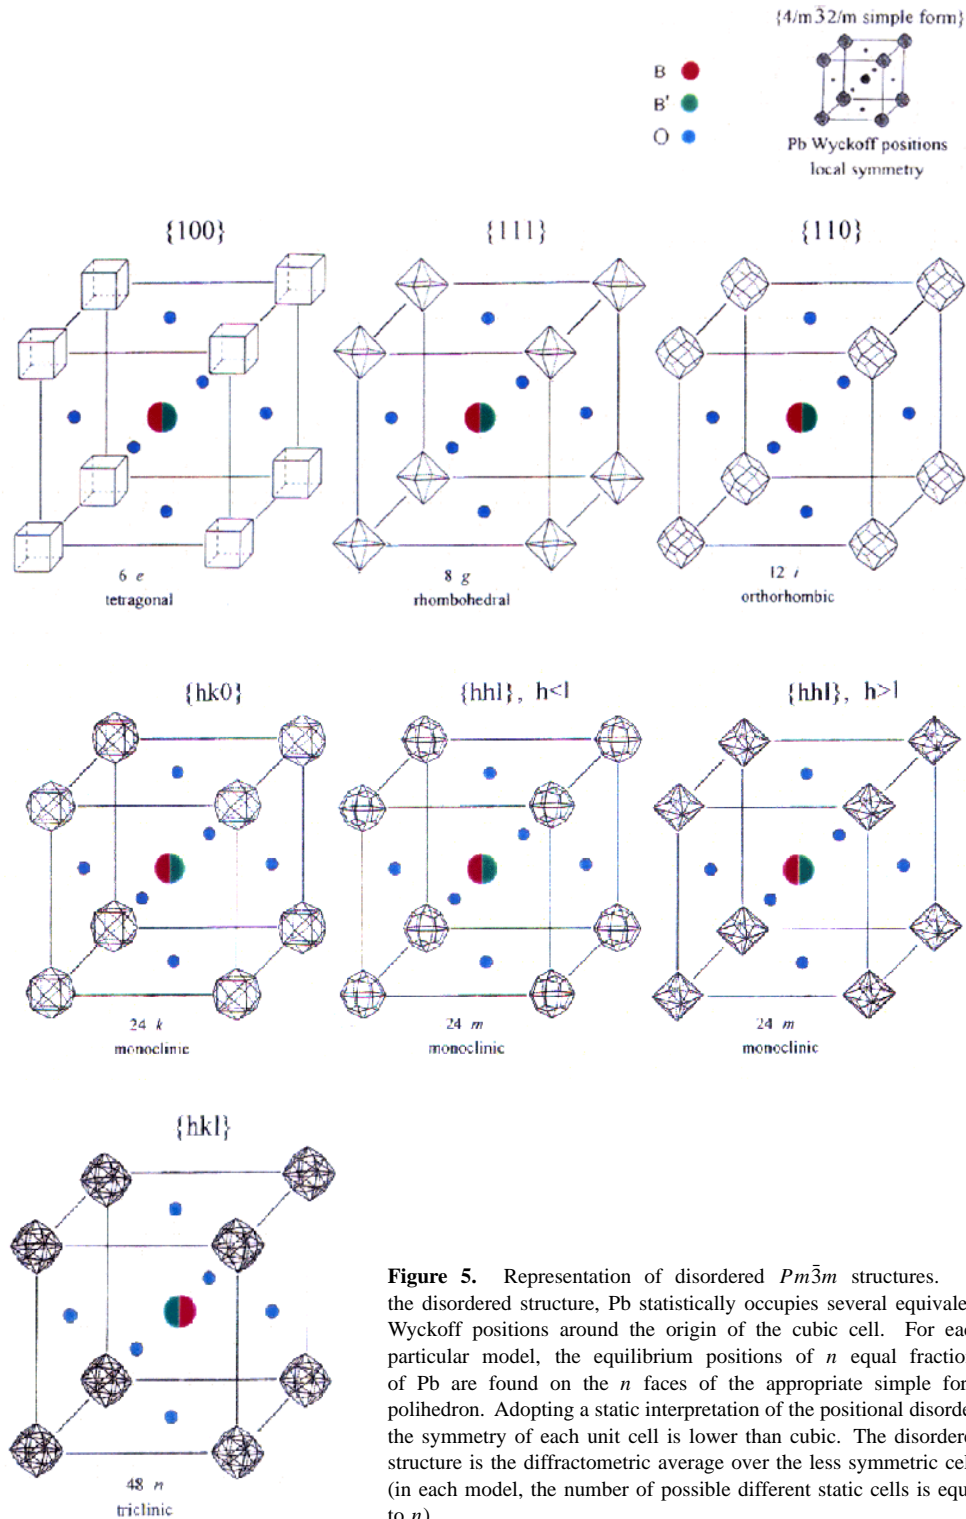 {4/m3̅2/m simple form}
B
B'
O
Pb Wyckoff positions
local symmetry
{100}
{111}
{110}
6 e
tetragonal
8 g
rhombohedral
12 i
orthorhombic
{hk0}
{hhl}, h<l
{hhl}, h>l
24 k
monoclinic
24 m
monoclinic
24 m
monoclinic
{hkl}
48 n
triclinic
Figure 5. Representation of disordered Pm3̅m structures.
the disordered structure, Pb statistically occupies several equivale
Wyckoff positions around the origin of the cubic cell. For eac
particular model, the equilibrium positions of n equal fraction
of Pb are found on the n faces of the appropriate simple for
polihedron. Adopting a static interpretation of the positional disorde
the symmetry of each unit cell is lower than cubic. The disordere
structure is the diffractometric average over the less symmetric cel
(in each model, the number of possible different static cells is equ
to n)